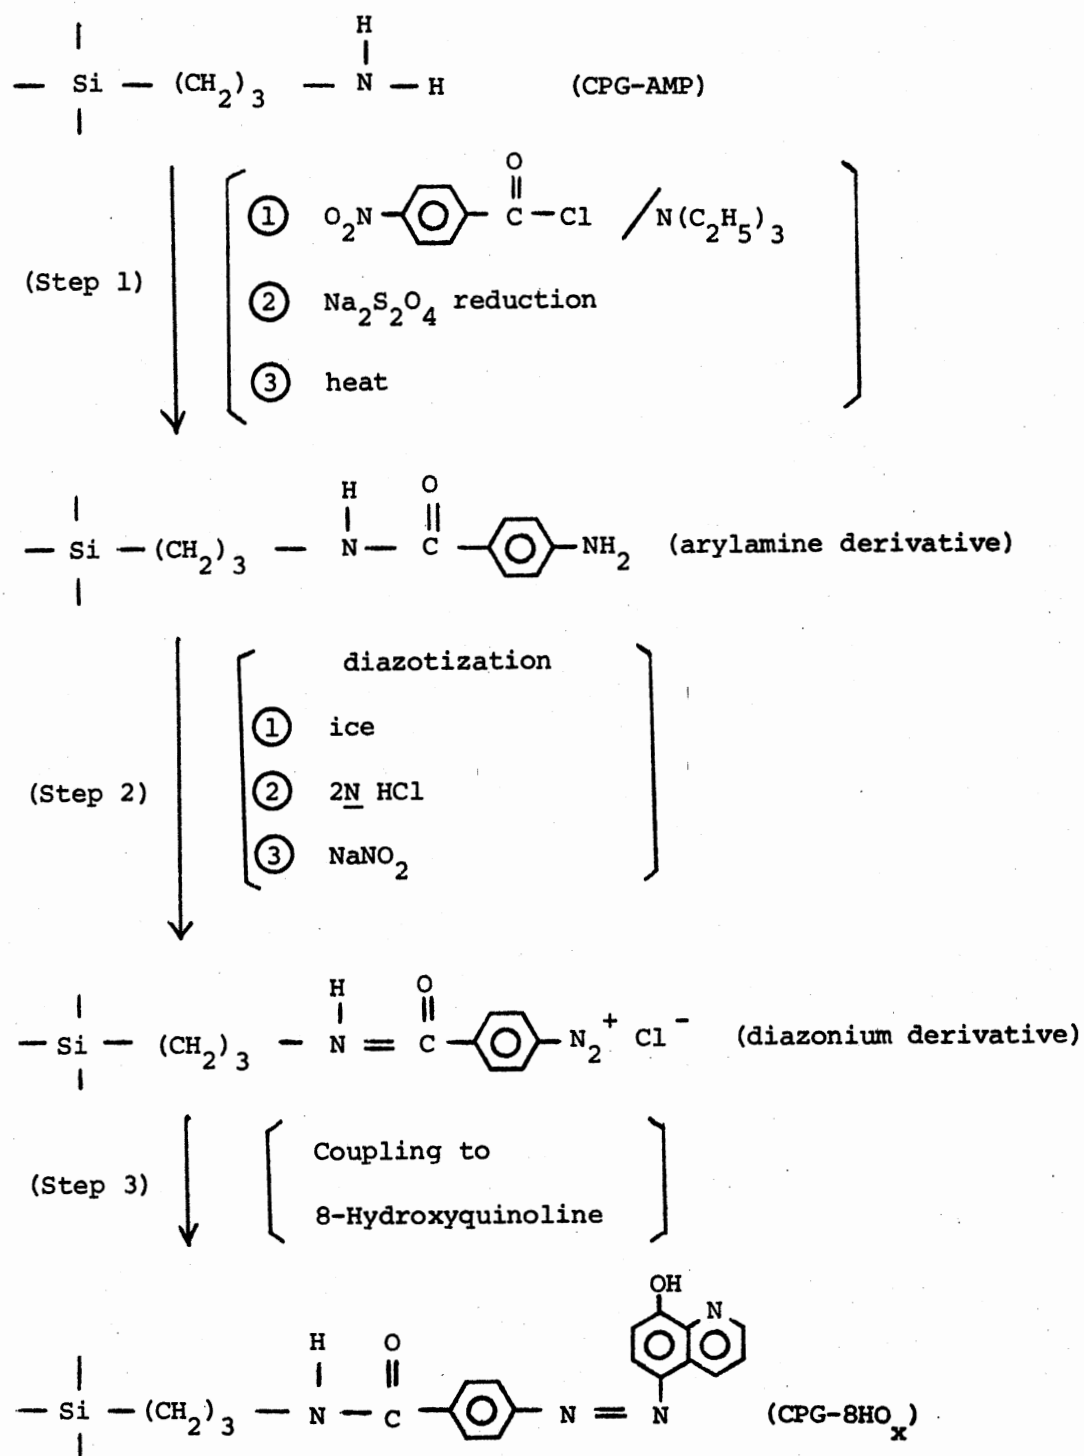 H
— Si — (CH2)3 — N — H (CPG-AMP)
O
① O2N— —C—Cl / N(C2H5)3
(Step 1)
② Na2S2O4 reduction
③ heat
H O
— Si —(CH2)3 — N— C — —NH2 (arylamine derivative)
diazotization
① ice
(Step 2)
② 2N HCl
③ NaNO2
H O
— Si — (CH2)3 — N = C — —N2+ Cl- (diazonium derivative)
Coupling to
(Step 3)
8-Hydroxyquinoline
OH
N
H O
— Si —(CH2)3 — N — C — — N = N (CPG-8HOx)